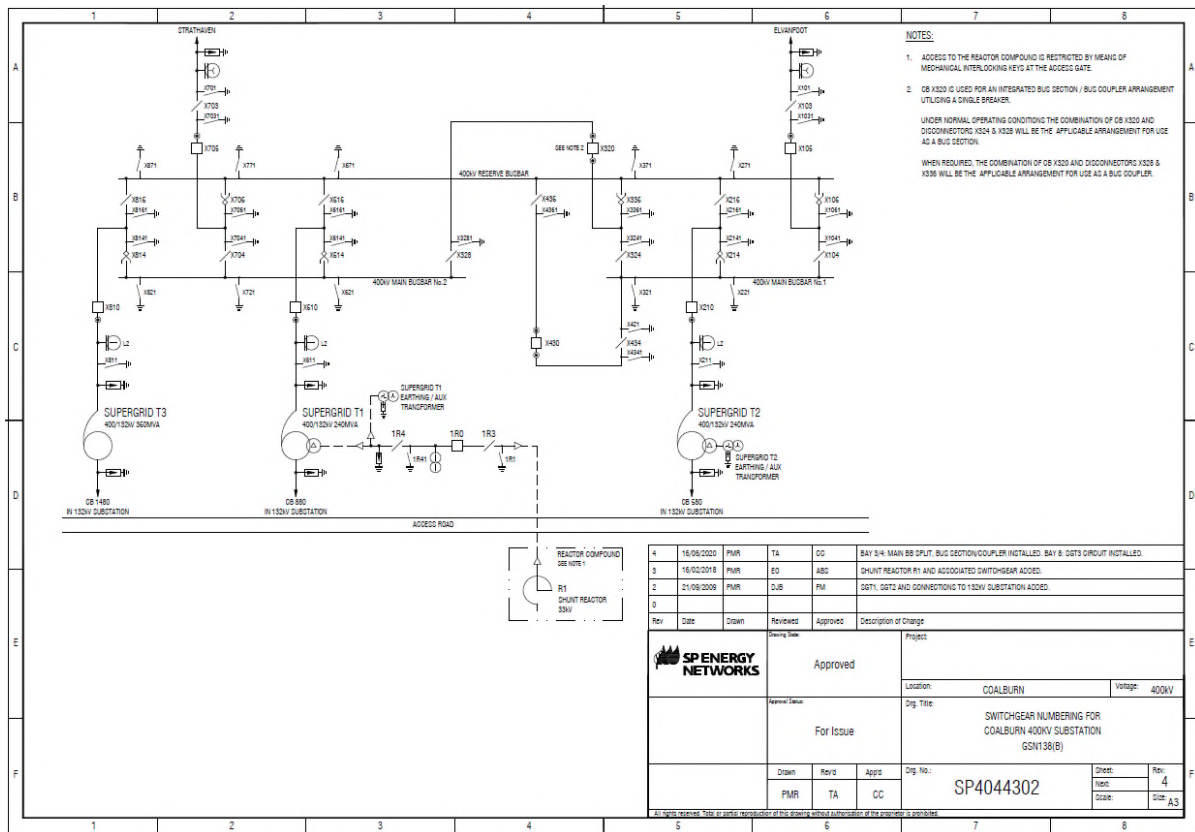 1 2 3 4 5 6 7 8
A
B
C
D
E
F
STRATHAVEN
X701
X703
X7031
X705
ELVANFOOT
X101
X103
X1031
X105
NOTES:
1. ACCESS TO THE REACTOR COMPOUND IS RESTRICTED BY MEANS OF
MECHANICAL INTERLOCKING KEYS AT THE ACCESS GATE.
2. CB X320 IS USED FOR AN INTEGRATED BUS SECTION / BUS COUPLER ARRANGEMENT
UTILISING A SINGLE BREAKER.
UNDER NORMAL OPERATING CONDITIONS THE COMBINATION OF CB X320 AND
DISCONNECTORS X324 & X328 WILL BE THE APPLICABLE ARRANGEMENT FOR USE
AS A BUS SECTION.
WHEN REQUIRED, THE COMBINATION OF CB X320 AND DISCONNECTORS X328 &
X336 WILL BE THE APPLICABLE ARRANGEMENT FOR USE AS A BUS COUPLER.
X871
X771
X671
SEE NOTE 2
X320
X371
X271
400kV RESERVE BUSBAR
X816
X8161
X706
X7061
X616
X6161
X436
X4361
X336
X3361
X216
X2161
X106
X1061
X8141
X814
X7041
X704
X6141
X614
X3281
X328
X3241
X324
X2141
X214
X1041
X104
400kV MAIN BUSBAR No.2
400kV MAIN BUSBAR No.1
X821
X721
X621
X321
X221
X810
X610
X210
X430
X421
X434
X4341
L2
L2
L2
X811
X611
X211
SUPERGRID T3
400/132kV 360MVA
SUPERGRID T1
400/132kV 240MVA
SUPERGRID T1
EARTHING / AUX
TRANSFORMER
SUPERGRID T2
400/132kV 240MVA
SUPERGRID T2
EARTHING / AUX
TRANSFORMER
1R4
1R0
1R3
1R41
1R1
CB 1480
IN 132kV SUBSTATION
CB 880
IN 132kV SUBSTATION
CB 580
IN 132kV SUBSTATION
ACCESS ROAD
REACTOR COMPOUND
SEE NOTE 1
R1
SHUNT REACTOR
33kV
4 16/06/2020 PMR TA CC BAY 3/4: MAIN BB SPLIT, BUS SECTION/COUPLER INSTALLED. BAY 8: SGT3 CIRCUIT INSTALLED.
3 16/02/2018 PMR EO ABS SHUNT REACTOR R1 AND ASSOCIATED SWITCHGEAR ADDED.
2 21/09/2009 PMR DJB FM SGT1, SGT2 AND CONNECTIONS TO 132kV SUBSTATION ADDED.
0
Rev Date Drawn Reviewed Approved Description of Change
SP ENERGY
NETWORKS
Drawing State:
Approved
Project:
Location: COALBURN Voltage: 400kV
Approval Status:
For Issue
Drg. Title:
SWITCHGEAR NUMBERING FOR
COALBURN 400KV SUBSTATION
GSN138(B)
Drawn Rev'd App'd
PMR TA CC
Drg. No.: SP4044302
Sheet:
Next:
Scale:
Rev: 4
Size: A3
All rights reserved. Total or partial reproduction of this drawing without authorisation of the proprietor is prohibited.
A
B
C
D
E
F
1 2 3 4 5 6 7 8